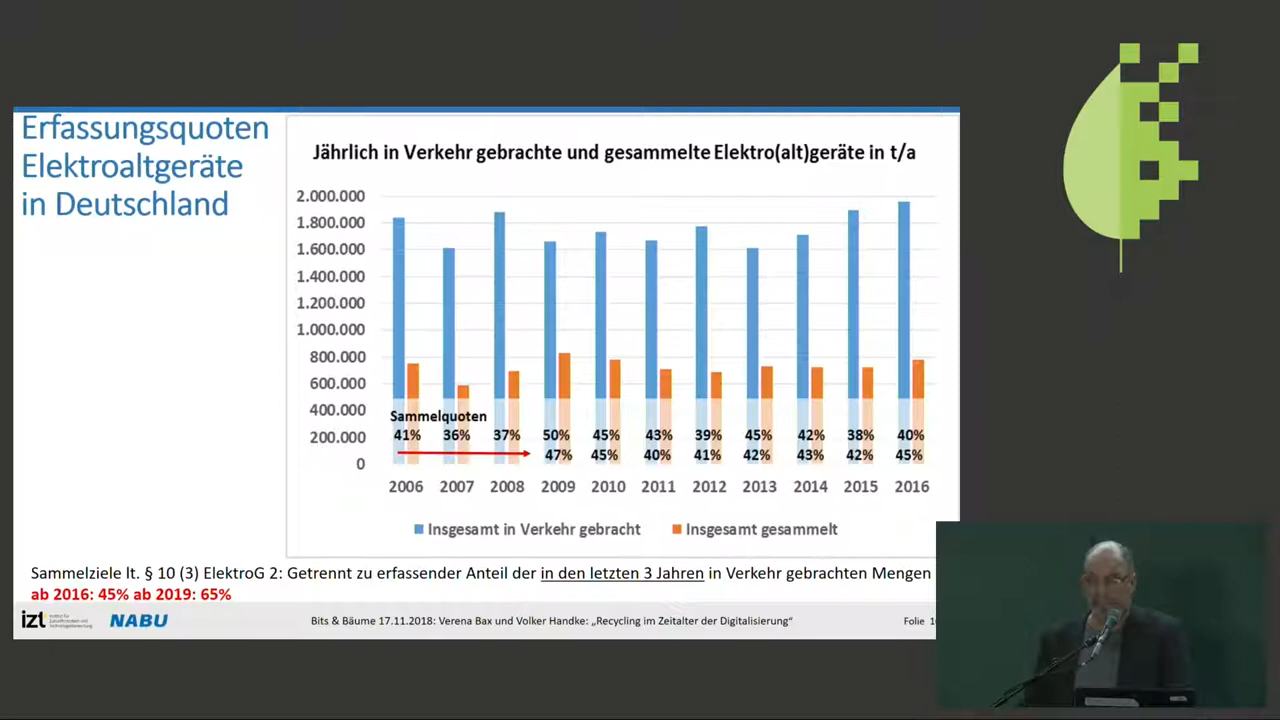 Erfassungsquoten
Elektroaltgeräte
in Deutschland
Jährlich in Verkehr gebrachte und gesammelte Elektro(alt)geräte in t/a
2.000.000
1.800.000
1.600.000
1.400.000
1.200.000
1.000.000
800.000
600.000
400.000
200.000
0
Sammelquoten
41% 36% 37% 50% 45% 43% 39% 45% 42% 38% 40%
47% 45% 40% 41% 42% 43% 42% 45%
2006 2007 2008 2009 2010 2011 2012 2013 2014 2015 2016
Insgesamt in Verkehr gebracht Insgesamt gesammelt
Sammelziele lt. § 10 (3) ElektroG 2: Getrennt zu erfassender Anteil der in den letzten 3 Jahren in Verkehr gebrachten Mengen
ab 2016: 45% ab 2019: 65%
izt
NABU
Bits & Bäume 17.11.2018: Verena Bax und Volker Handke: „Recycling im Zeitalter der Digitalisierung“
Folie